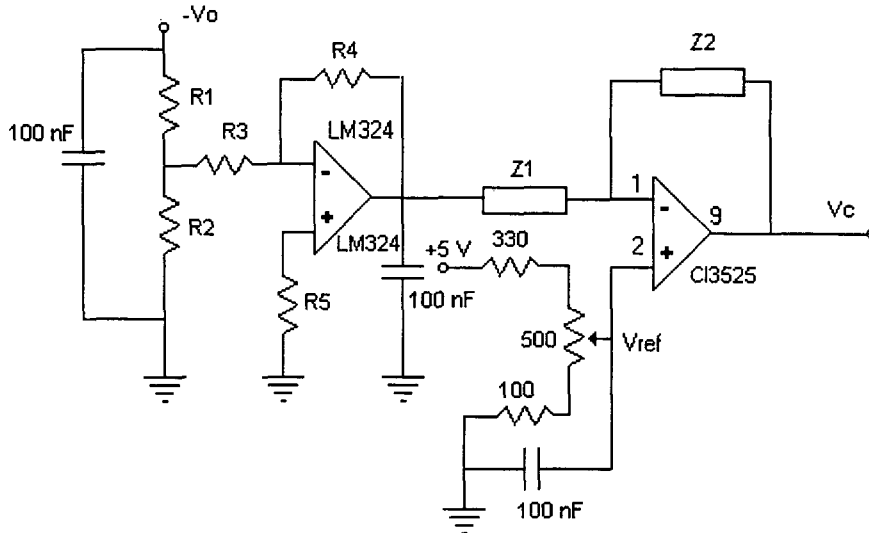 -Vo
R1
100 nF
R2
R3
R4
LM324
-
+
LM324
R5
100 nF
Z1
Z2
1
-
2
+
9
CI3525
Vc
+5 V
330
500
Vref
100
100 nF